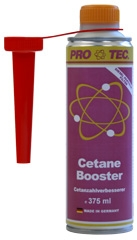 PRO TEC
Cetane
Booster
Cetanzahlverbesserer
375 ml
MADE IN GERMANY